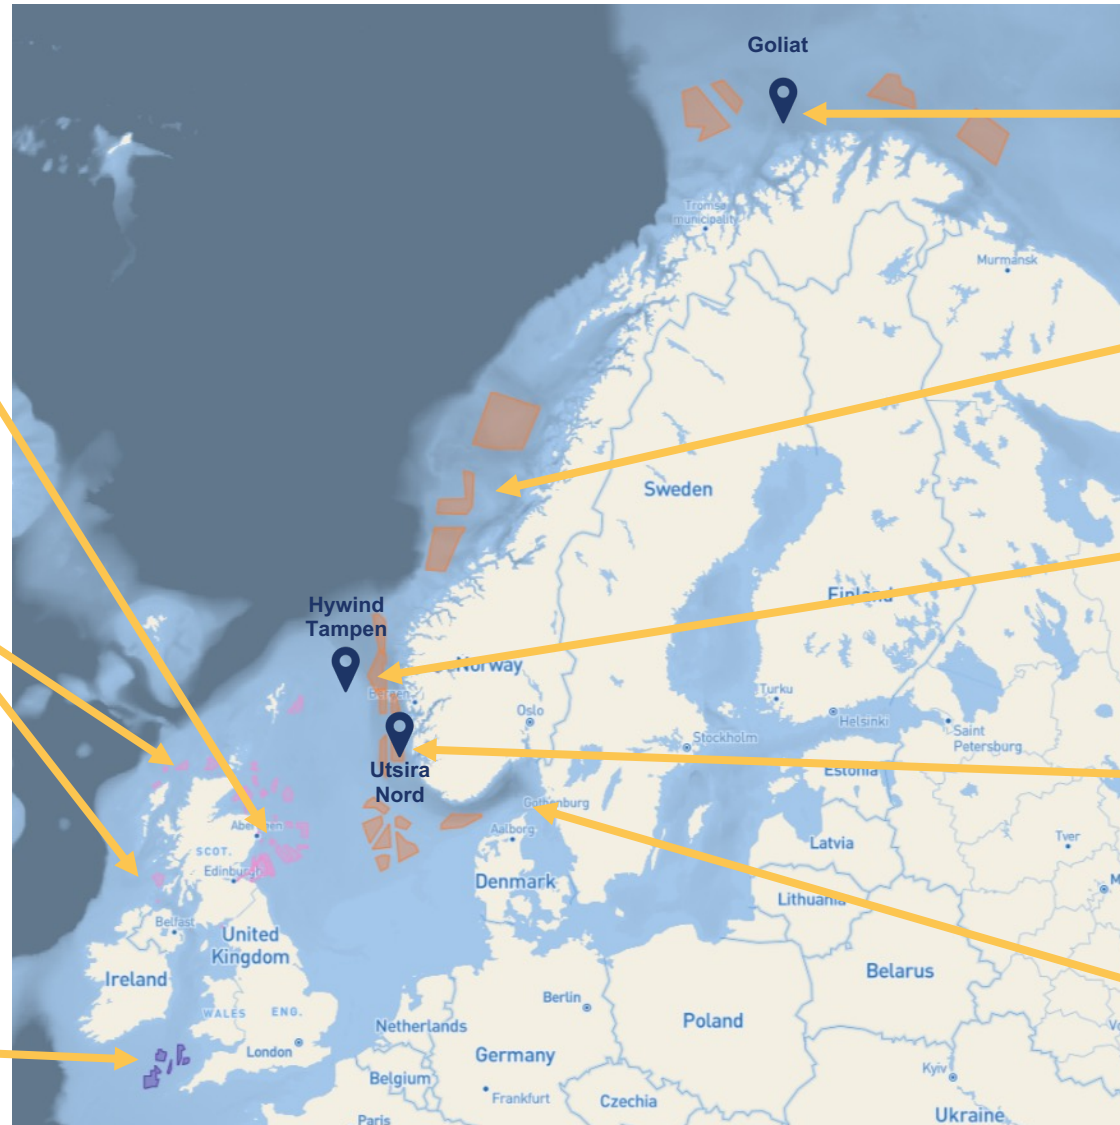 Goliat
Tromsø
municipality
Murmansk
Sweden
Hywind
Tampen
Finland
Norway
Bergen
Turku
Oslo
Helsinki
Saint
Petersburg
Stockholm
Utsira
Nord
Estonia
Gothenburg
Aberdeen
Aalborg
Tver
Latvia
SCOT.
Edinburgh
Denmark
M
Lithuania
Belfast
United
Kingdom
Ireland
Belarus
Berlin
WALES
ENG.
Netherlands
Poland
London
Germany
Kyiv
Belgium
Frankfurt
Czechia
Paris
Ukraine